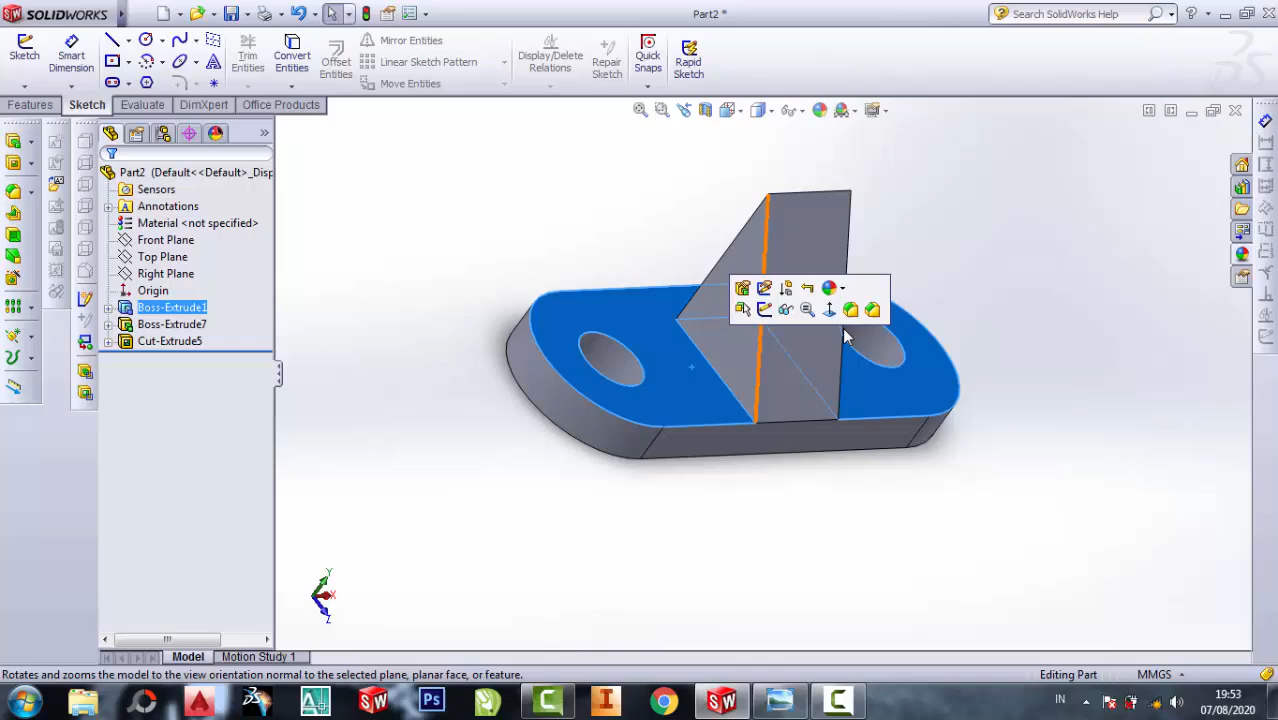 SOLIDWORKS
Part2 *
Search SolidWorks Help
Sketch
Smart Dimension
Trim Entities
Convert Entities
Offset Entities
Mirror Entities
Linear Sketch Pattern
Move Entities
Display/Delete Relations
Repair Sketch
Quick Snaps
Rapid Sketch
Features
Sketch
Evaluate
DimXpert
Office Products
Part2 (Default<<Default>_Disp
Sensors
Annotations
Material <not specified>
Front Plane
Top Plane
Right Plane
Origin
Boss-Extrude1
Boss-Extrude7
Cut-Extrude5
Y
X
Z
Model
Motion Study 1
Rotates and zooms the model to the view orientation normal to the selected plane, planar face, or feature.
Editing Part
MMGS
IN
19:53
07/08/2020